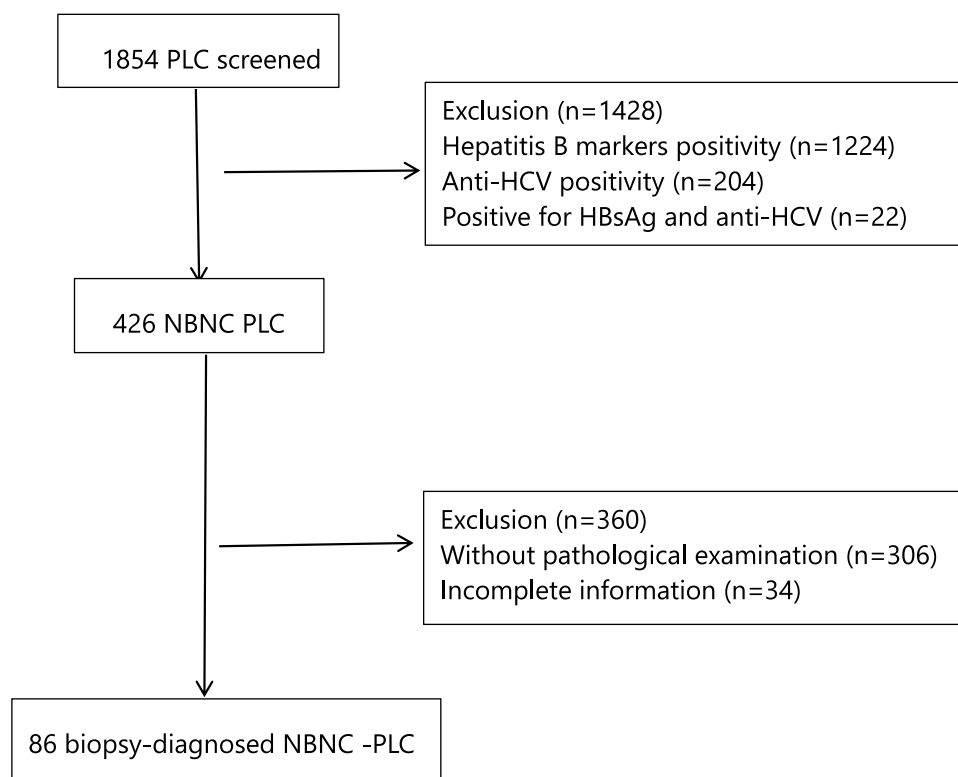 1854 PLC screened
Exclusion (n=1428)
Hepatitis B markers positivity (n=1224)
Anti-HCV positivity (n=204)
Positive for HBsAg and anti-HCV (n=22)
426 NBNC PLC
Exclusion (n=360)
Without pathological examination (n=306)
Incomplete information (n=34)
86 biopsy-diagnosed NBNC -PLC